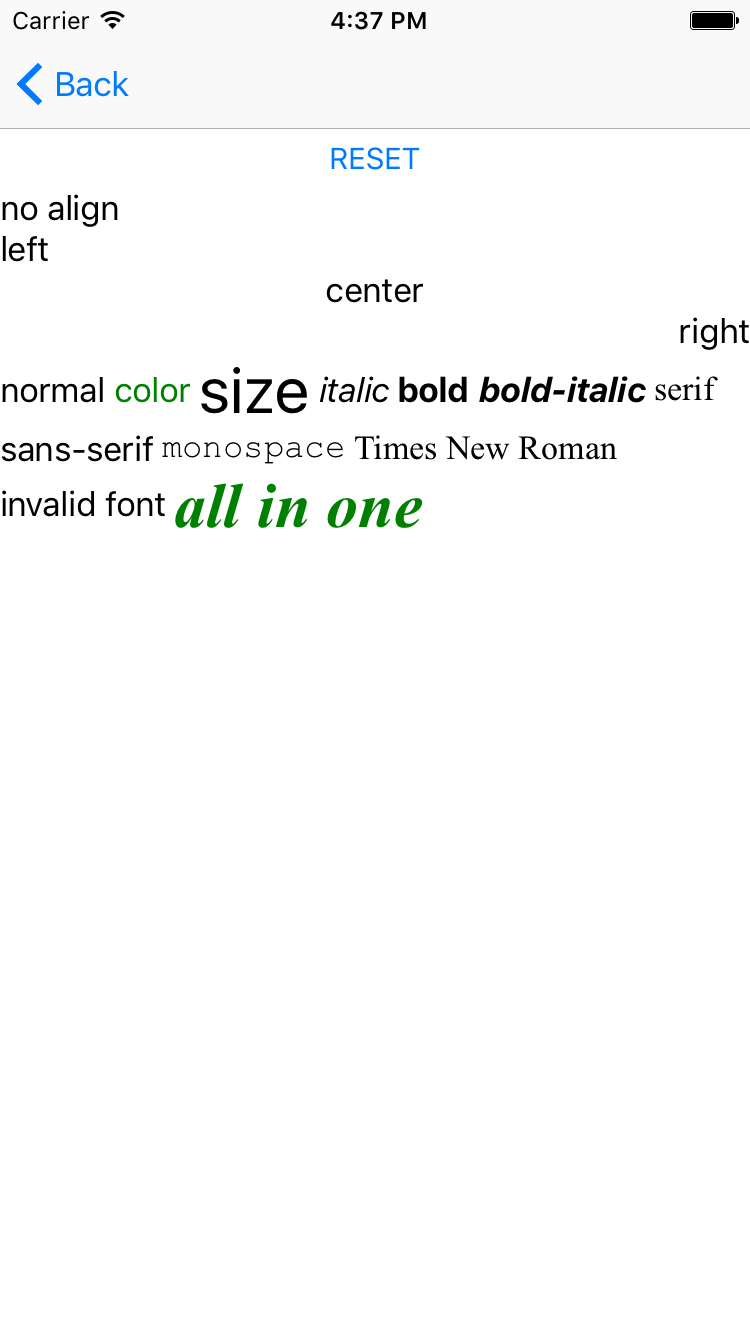 Carrier 4:37 PM
Back
RESET
no align
left
center
right
normal color size italic bold bold-italic serif
sans-serif monospace Times New Roman
invalid font all in one